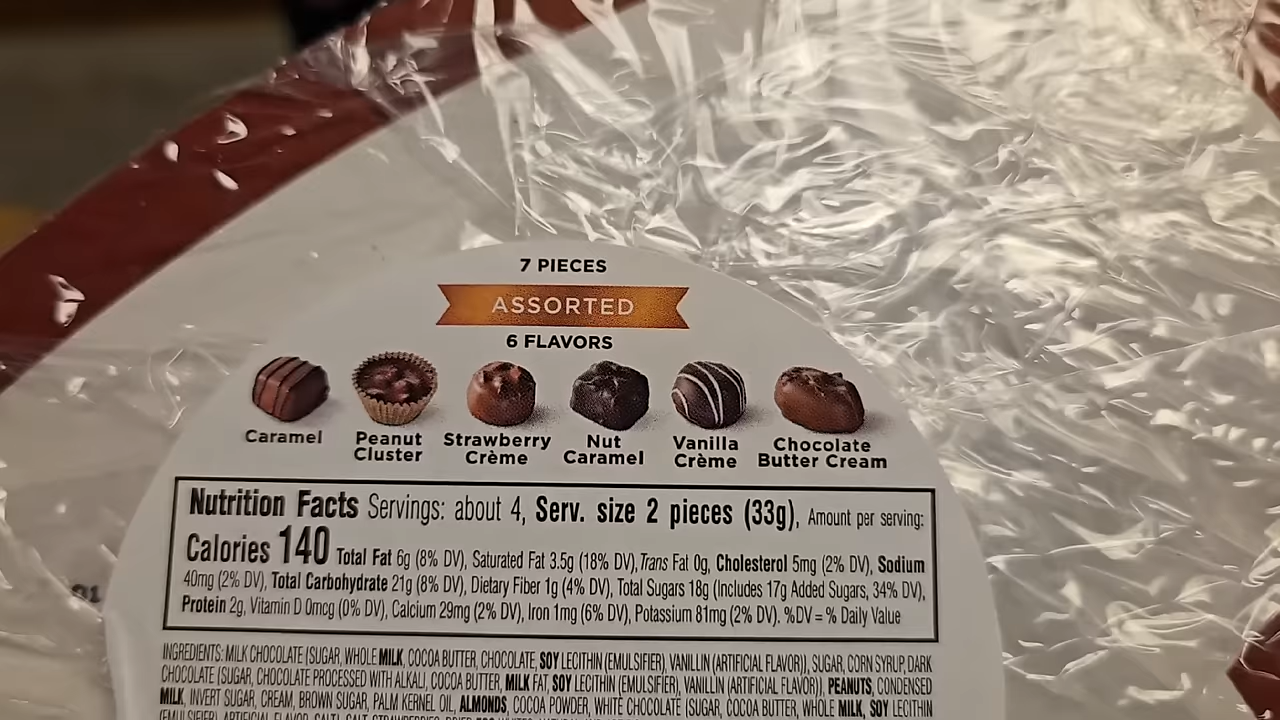 7 PIECES
ASSORTED
6 FLAVORS
Caramel
Peanut
Cluster
Strawberry
Crème
Nut
Caramel
Vanilla
Crème
Chocolate
Butter Cream
Nutrition Facts Servings: about 4, Serv. size 2 pieces (33g), Amount per serving:
Calories 140 Total Fat 6g (8% DV), Saturated Fat 3.5g (18% DV), Trans Fat 0g, Cholesterol 5mg (2% DV), Sodium
40mg (2% DV), Total Carbohydrate 21g (8% DV), Dietary Fiber 1g (4% DV), Total Sugars 18g (Includes 17g Added Sugars, 34% DV),
Protein 2g, Vitamin D 0mcg (0% DV), Calcium 29mg (2% DV), Iron 1mg (6% DV), Potassium 81mg (2% DV). %DV = % Daily Value
01
INGREDIENTS: MILK CHOCOLATE (SUGAR, WHOLE MILK, COCOA BUTTER, CHOCOLATE, SOY LECITHIN (EMULSIFIER), VANILLIN (ARTIFICIAL FLAVOR)), SUGAR, CORN SYRUP, DARK
CHOCOLATE (SUGAR, CHOCOLATE PROCESSED WITH ALKALI, COCOA BUTTER, MILK FAT, SOY LECITHIN (EMULSIFIER), VANILLIN (ARTIFICIAL FLAVOR)), PEANUTS, CONDENSED
MILK, INVERT SUGAR, CREAM, BROWN SUGAR, PALM KERNEL OIL, ALMONDS, COCOA POWDER, WHITE CHOCOLATE (SUGAR, COCOA BUTTER, WHOLE MILK, SOY LECITHIN